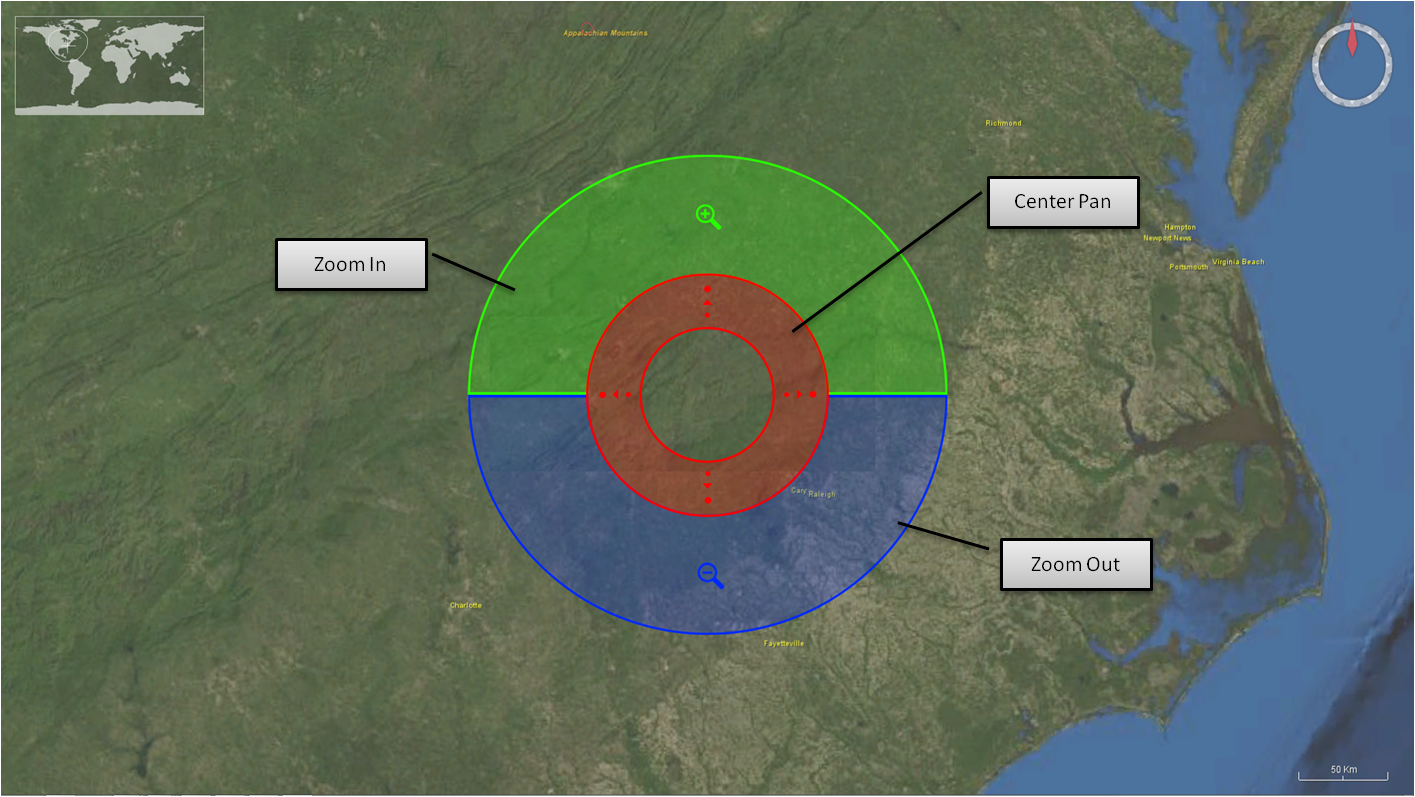 Appalachian Mountains
Richmond
Center Pan
Zoom In
Hampton
Newport News
Virginia Beach
Portsmouth
Cary
Raleigh
Zoom Out
Charlotte
Fayetteville
50 Km